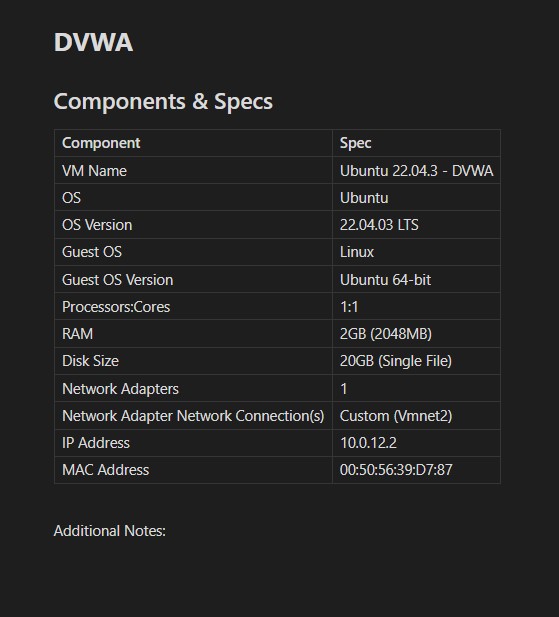 DVWA
Components & Specs
Component Spec
VM Name Ubuntu 22.04.3 - DVWA
OS Ubuntu
OS Version 22.04.03 LTS
Guest OS Linux
Guest OS Version Ubuntu 64-bit
Processors:Cores 1:1
RAM 2GB (2048MB)
Disk Size 20GB (Single File)
Network Adapters 1
Network Adapter Network Connection(s) Custom (Vmnet2)
IP Address 10.0.12.2
MAC Address 00:50:56:39:D7:87
Additional Notes: